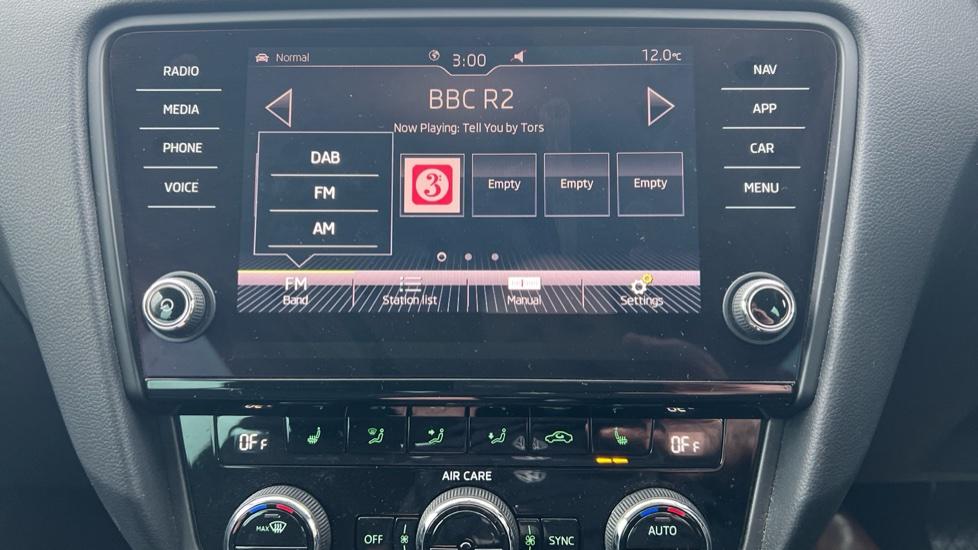 Normal
3:00
12.0°C
RADIO
MEDIA
PHONE
VOICE
BBC R2
Now Playing: Tell You by Tors
DAB
FM
AM
3
Empty
Empty
Empty
FM
Band
Station list
Manual
Settings
NAV
APP
CAR
MENU
OFF
OFF
AIR CARE
MAX
OFF
SYNC
AUTO